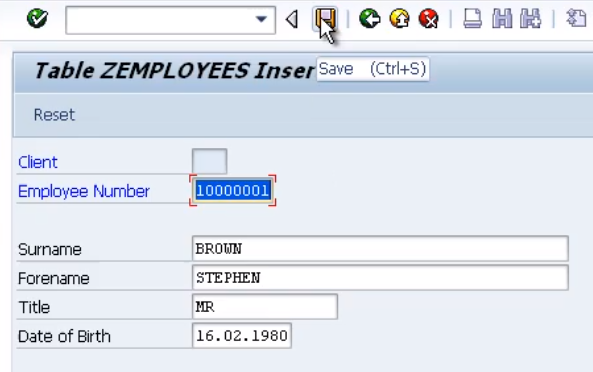 Table ZEMPLOYEES Inser
Save (Ctrl+S)
Reset
Client
Employee Number 10000001
Surname BROWN
Forename STEPHEN
Title MR
Date of Birth 16.02.1980